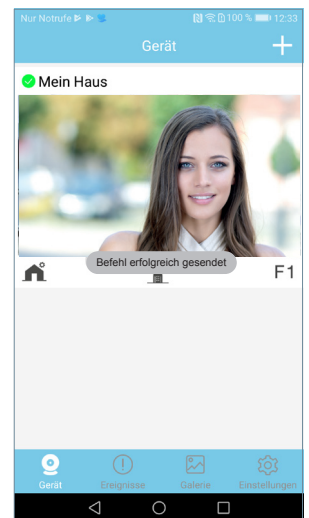 Nur Notrufe 100 % 12:33
Gerät
Mein Haus
Befehl erfolgreich gesendet
F1
Gerät Ereignisse Galerie Einstellungen